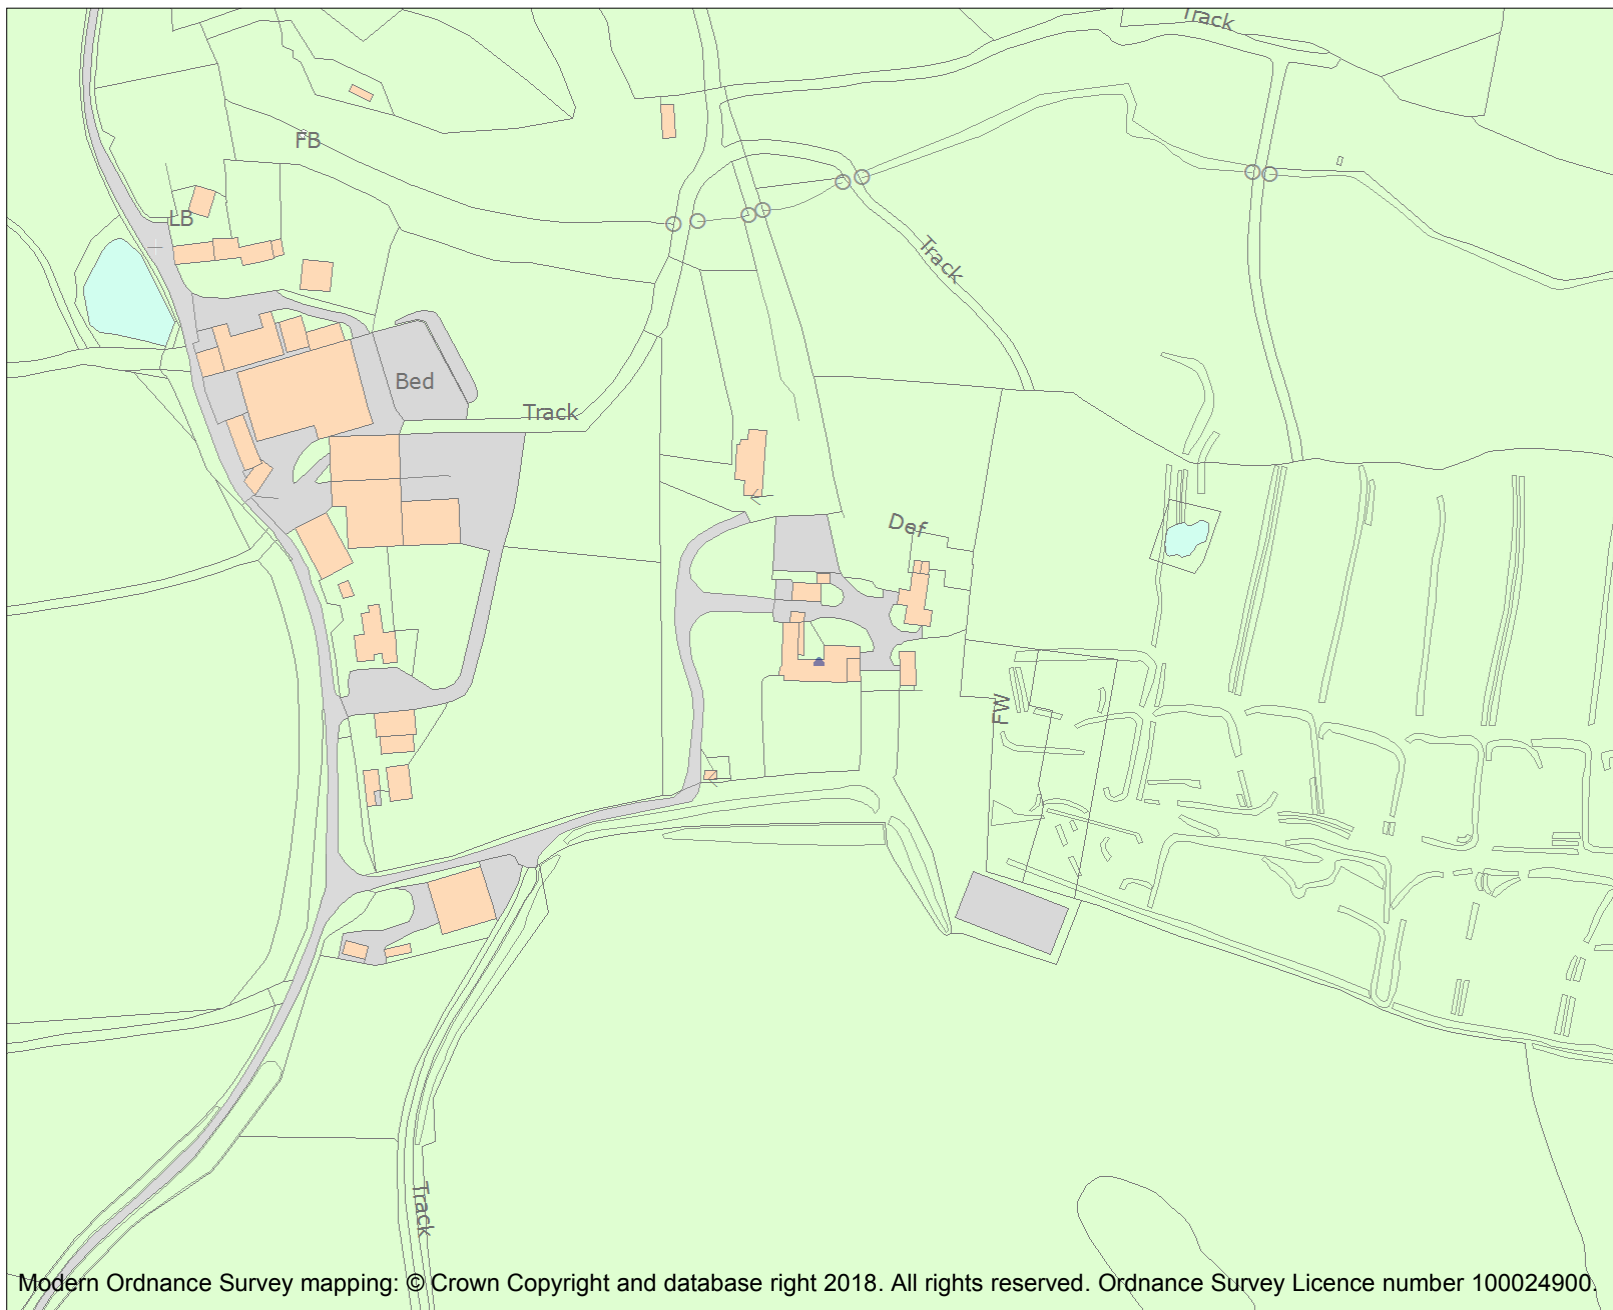 Track
FB
LB
Track
Bed
Track
Def
FW
Track
Modern Ordnance Survey mapping: © Crown Copyright and database right 2018. All rights reserved. Ordnance Survey Licence number 100024900.